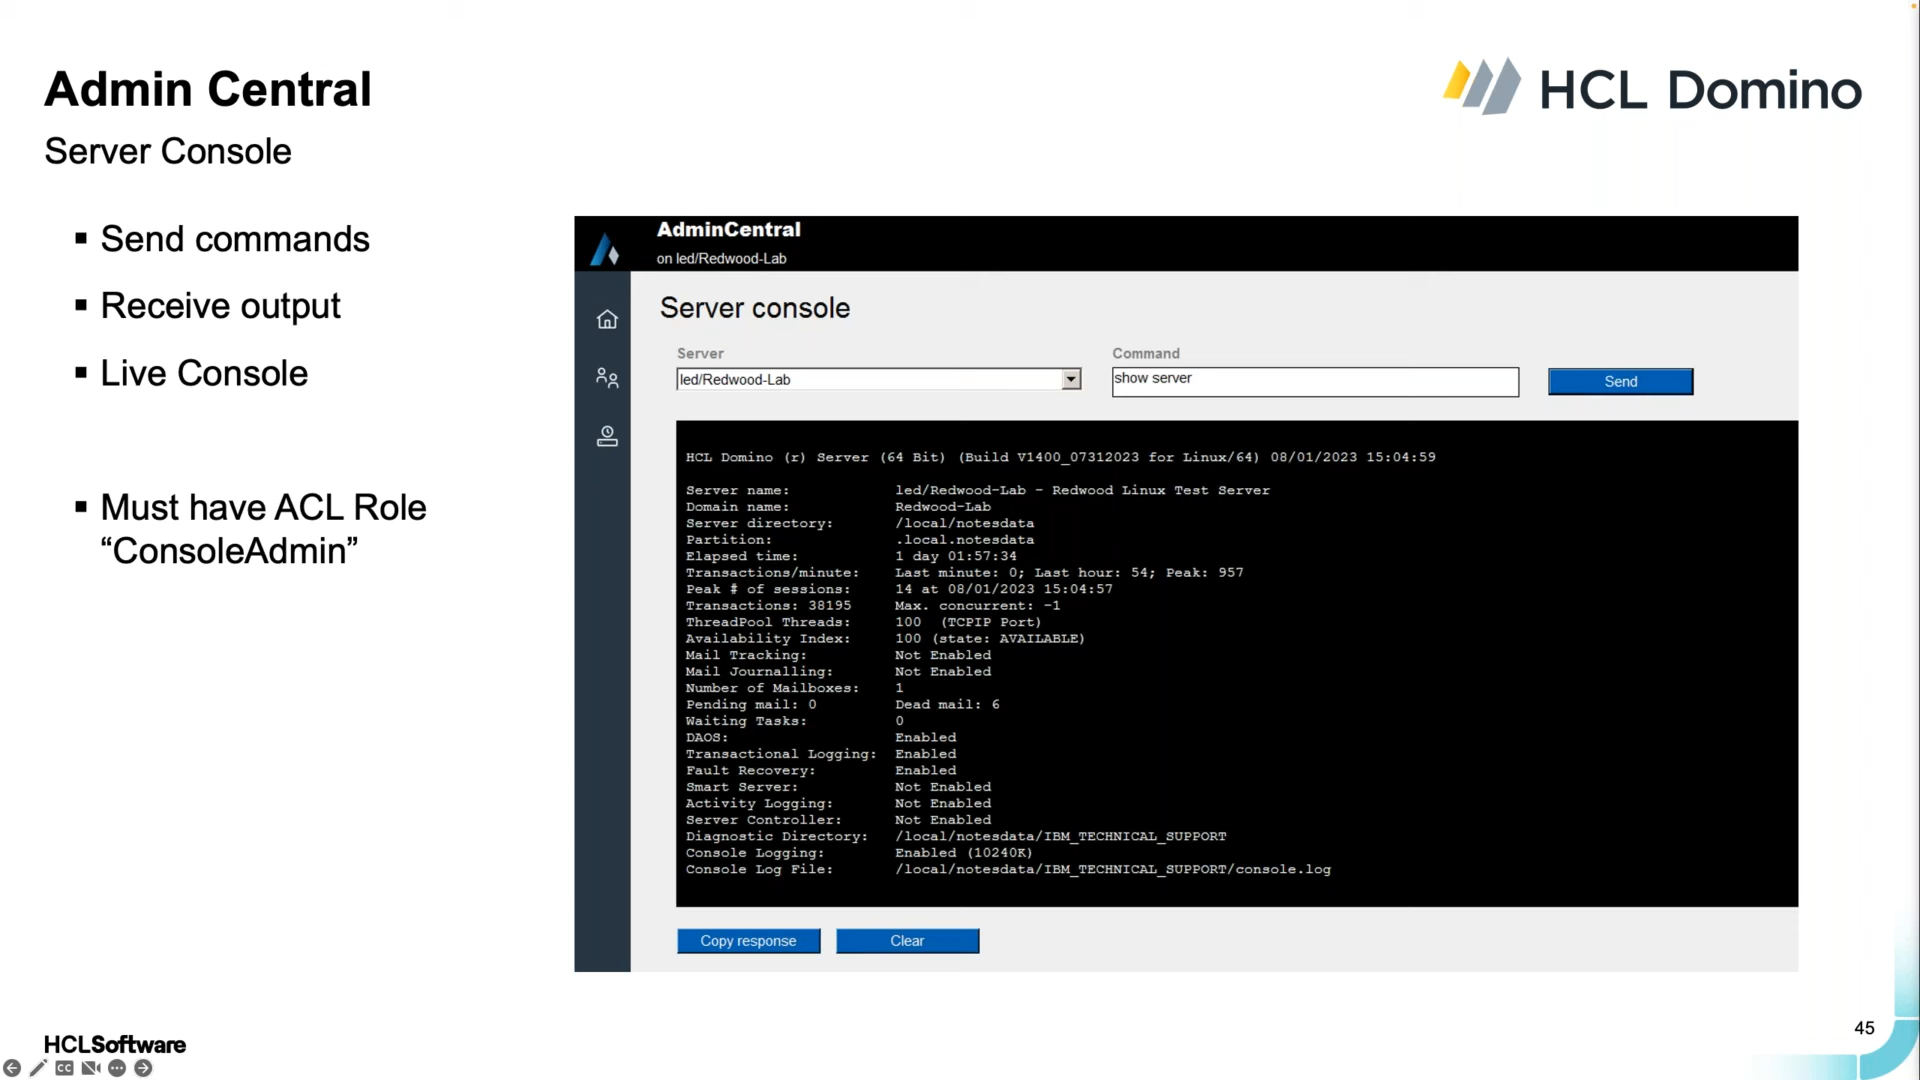 Admin Central
HCL Domino
Server Console
▪ Send commands
▪ Receive output
▪ Live Console
▪ Must have ACL Role
“ConsoleAdmin”
AdminCentral
on led/Redwood-Lab
Server console
Server
Command
led/Redwood-Lab
show server
Send
HCL Domino (r) Server (64 Bit) (Build V1400_07312023 for Linux/64) 08/01/2023 15:04:59
Server name: led/Redwood-Lab - Redwood Linux Test Server
Domain name: Redwood-Lab
Server directory: /local/notesdata
Partition: .local.notesdata
Elapsed time: 1 day 01:57:34
Transactions/minute: Last minute: 0; Last hour: 54; Peak: 957
Peak # of sessions: 14 at 08/01/2023 15:04:57
Transactions: 38195 Max. concurrent: -1
ThreadPool Threads: 100 (TCPIP Port)
Availability Index: 100 (state: AVAILABLE)
Mail Tracking: Not Enabled
Mail Journalling: Not Enabled
Number of Mailboxes: 1
Pending mail: 0 Dead mail: 6
Waiting Tasks: 0
DAOS: Enabled
Transactional Logging: Enabled
Fault Recovery: Enabled
Smart Server: Not Enabled
Activity Logging: Not Enabled
Server Controller: Not Enabled
Diagnostic Directory: /local/notesdata/IBM_TECHNICAL_SUPPORT
Console Logging: Enabled (10240K)
Console Log File: /local/notesdata/IBM_TECHNICAL_SUPPORT/console.log
Copy response
Clear
45
HCLSoftware
CC